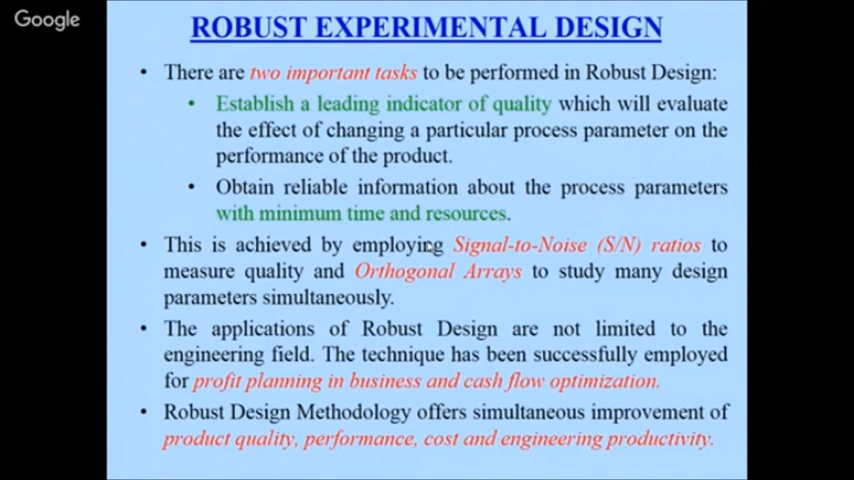 Google
ROBUST EXPERIMENTAL DESIGN
• There are two important tasks to be performed in Robust Design:
• Establish a leading indicator of quality which will evaluate
the effect of changing a particular process parameter on the
performance of the product.
• Obtain reliable information about the process parameters
with minimum time and resources.
• This is achieved by employing Signal-to-Noise (S/N) ratios to
measure quality and Orthogonal Arrays to study many design
parameters simultaneously.
• The applications of Robust Design are not limited to the
engineering field. The technique has been successfully employed
for profit planning in business and cash flow optimization.
• Robust Design Methodology offers simultaneous improvement of
product quality, performance, cost and engineering productivity.